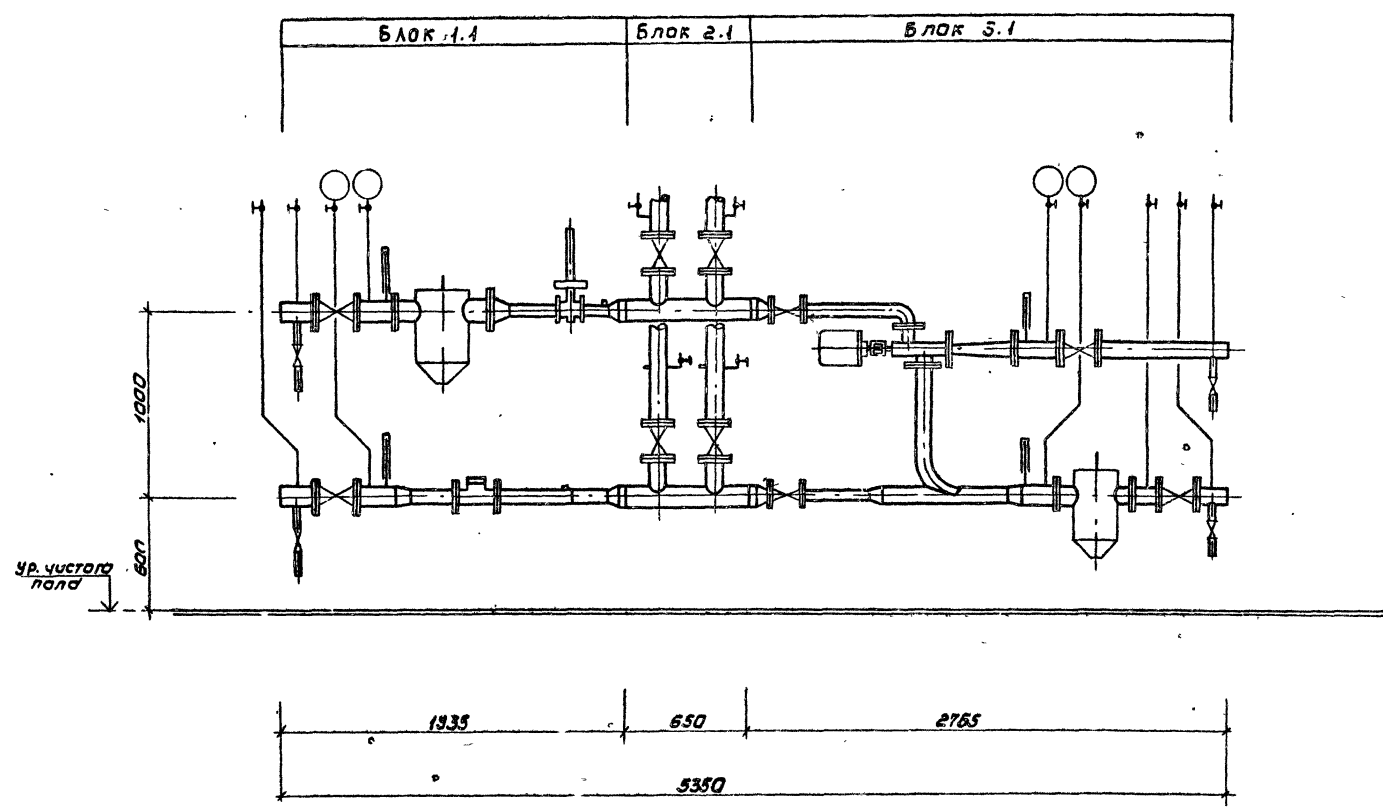 Блок 1.1
Блок 2.1
Блок 3.1
1000
600
Ур. чистого
пола
1935
650
2765
5350